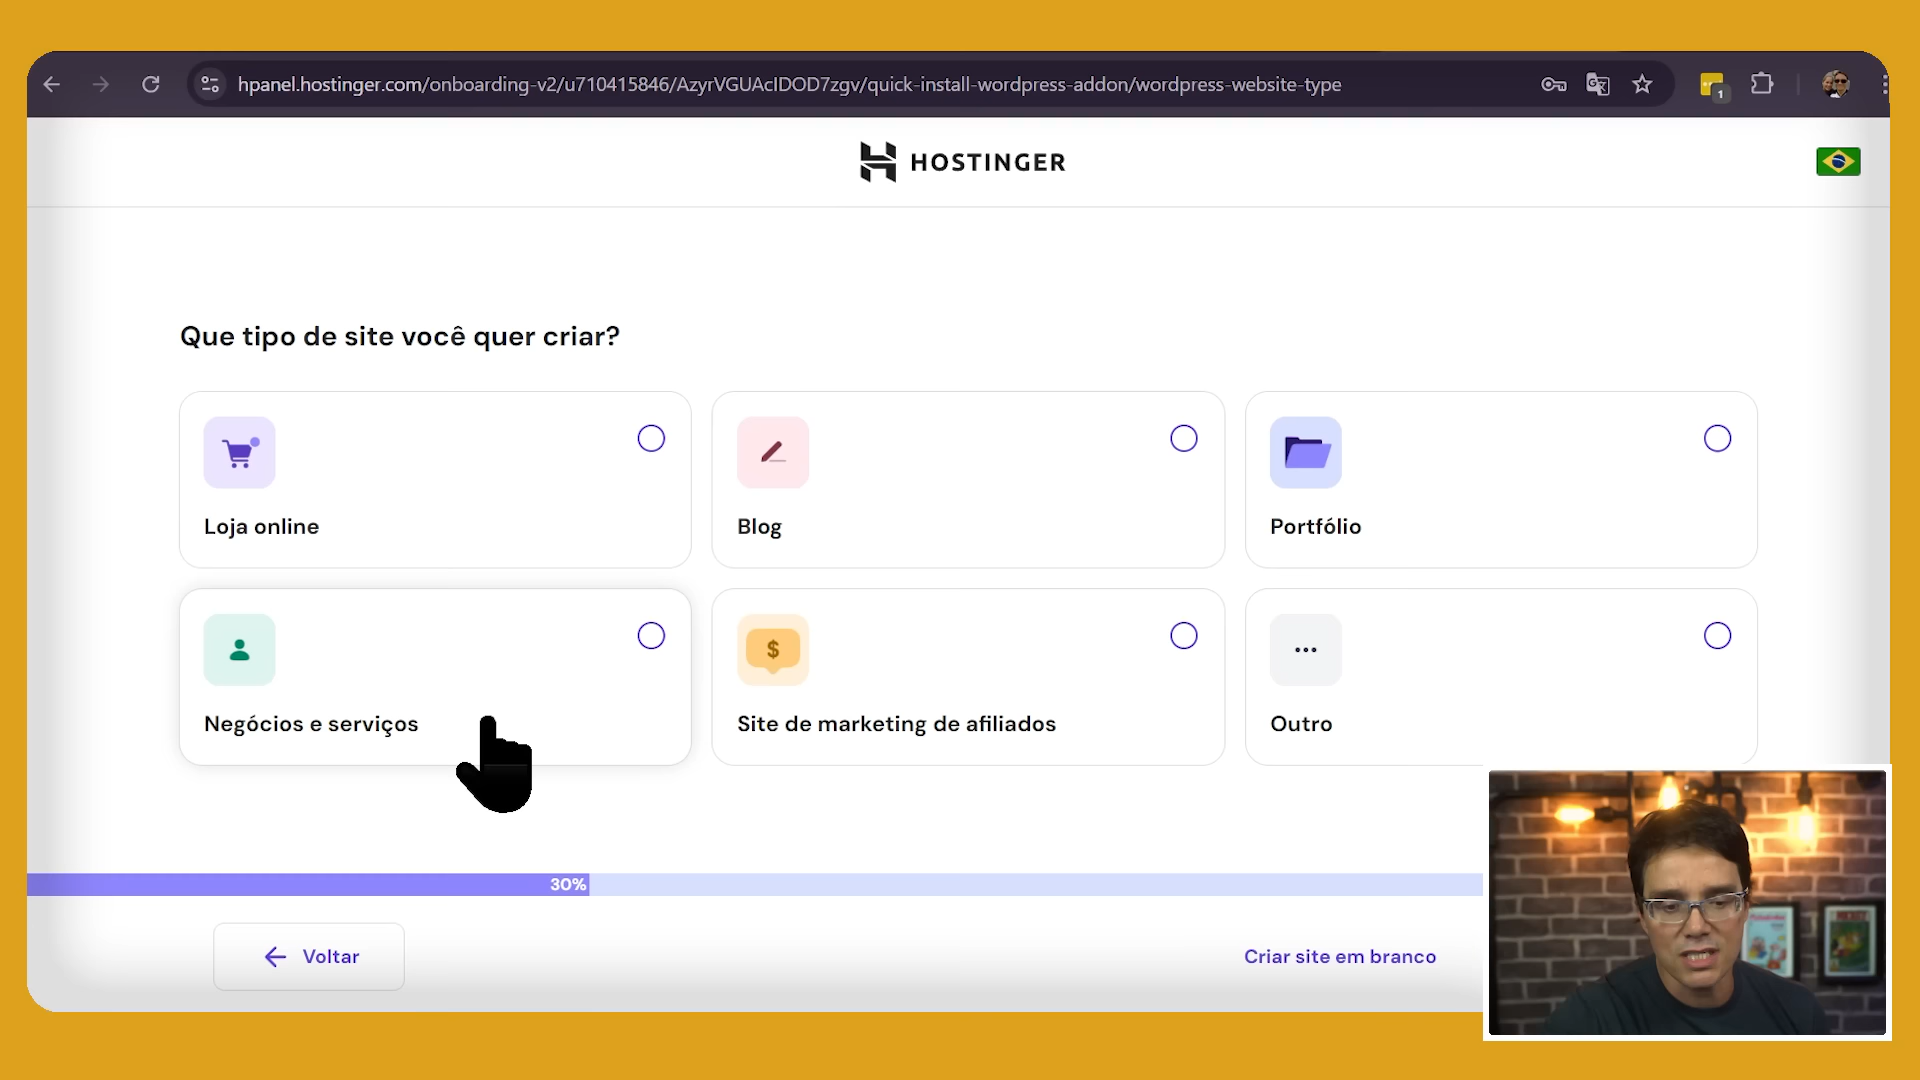 hpanel.hostinger.com/onboarding-v2/u710415846/AzyrVGUAcIDOD7zgv/quick-install-wordpress-addon/wordpress-website-type
1
HOSTINGER
Que tipo de site você quer criar?
Loja online
Blog
Portfólio
Negócios e serviços
$
Site de marketing de afiliados
Outro
30%
Voltar
Criar site em branco